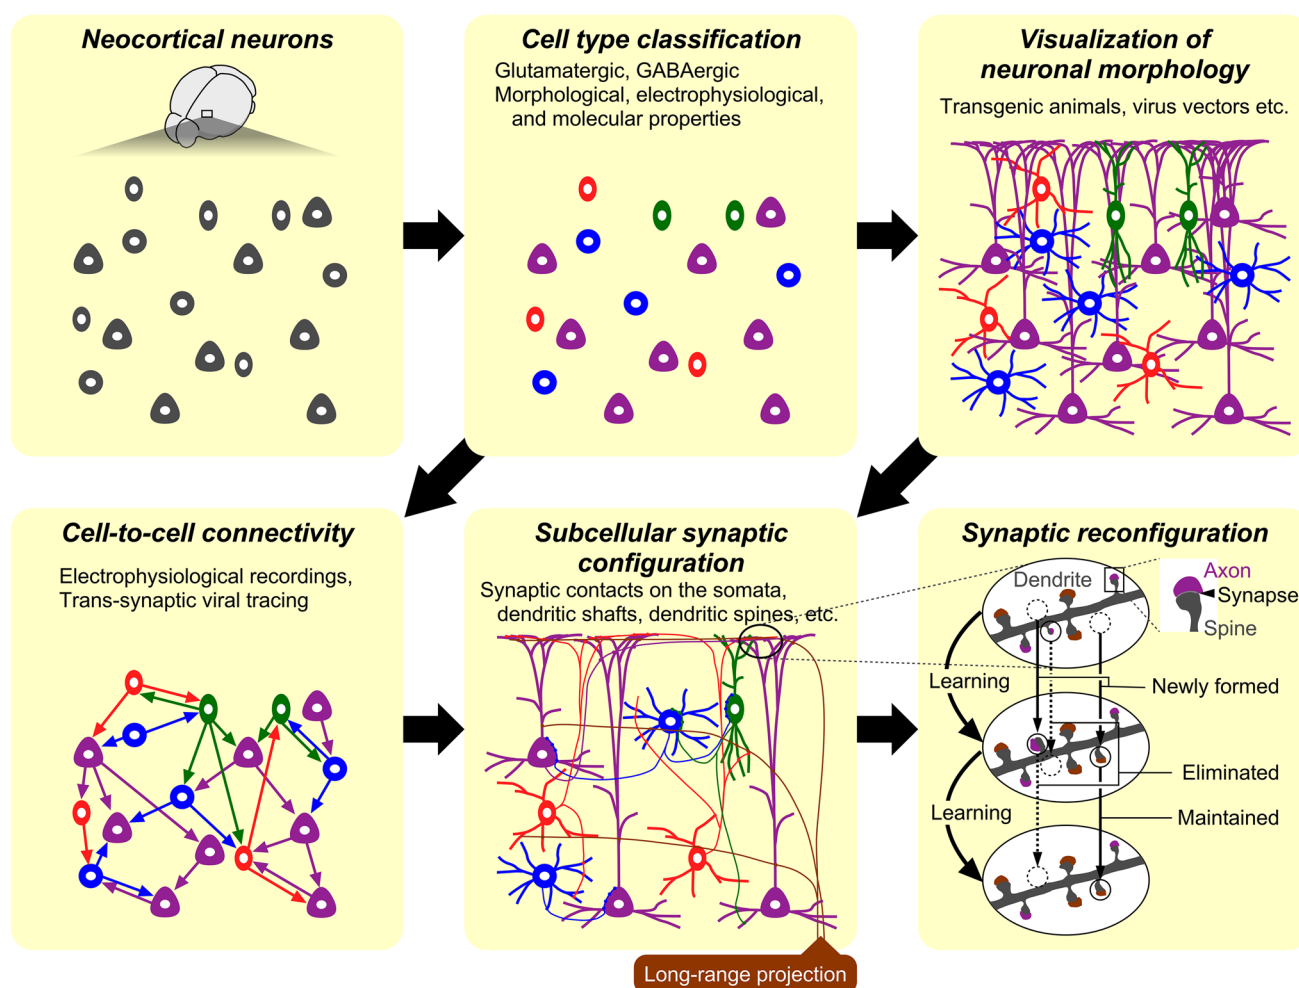 Neocortical neurons
Cell type classification
Glutamatergic, GABAergic
Morphological, electrophysiological,
and molecular properties
Visualization of
neuronal morphology
Transgenic animals, virus vectors etc.
Cell-to-cell connectivity
Electrophysiological recordings,
Trans-synaptic viral tracing
Subcellular synaptic
configuration
Synaptic contacts on the somata,
dendritic shafts, dendritic spines, etc.
Long-range projection
Synaptic reconfiguration
Dendrite
Axon
Synapse
Spine
Learning
Newly formed
Eliminated
Learning
Maintained